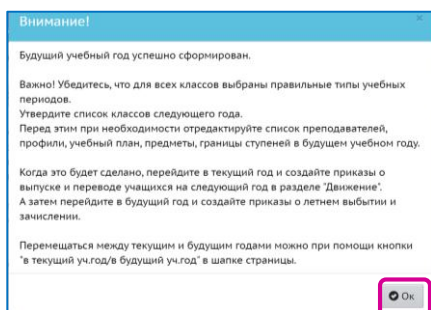 Внимание!
×
Будущий учебный год успешно сформирован.
Важно! Убедитесь, что для всех классов выбраны правильные типы учебных
периодов.
Утвердите список классов следующего года.
Перед этим при необходимости отредактируйте список преподавателей,
профили, учебный план, предметы, границы ступеней в будущем учебном году.
Когда это будет сделано, перейдите в текущий год и создайте приказы о
выпуске и переводе учащихся на следующий год в разделе "Движение".
А затем перейдите в будущий год и создайте приказы о летнем выбытии и
зачислении.
Перемещаться между текущим и будущим годами можно при помощи кнопки
"в текущий уч.год/в будущий уч.год" в шапке страницы.
Ок